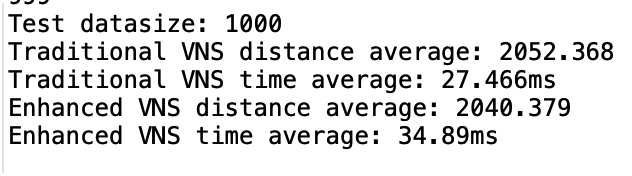 Test datasize: 1000
Traditional VNS distance average: 2052.368
Traditional VNS time average: 27.466ms
Enhanced VNS distance average: 2040.379
Enhanced VNS time average: 34.89ms